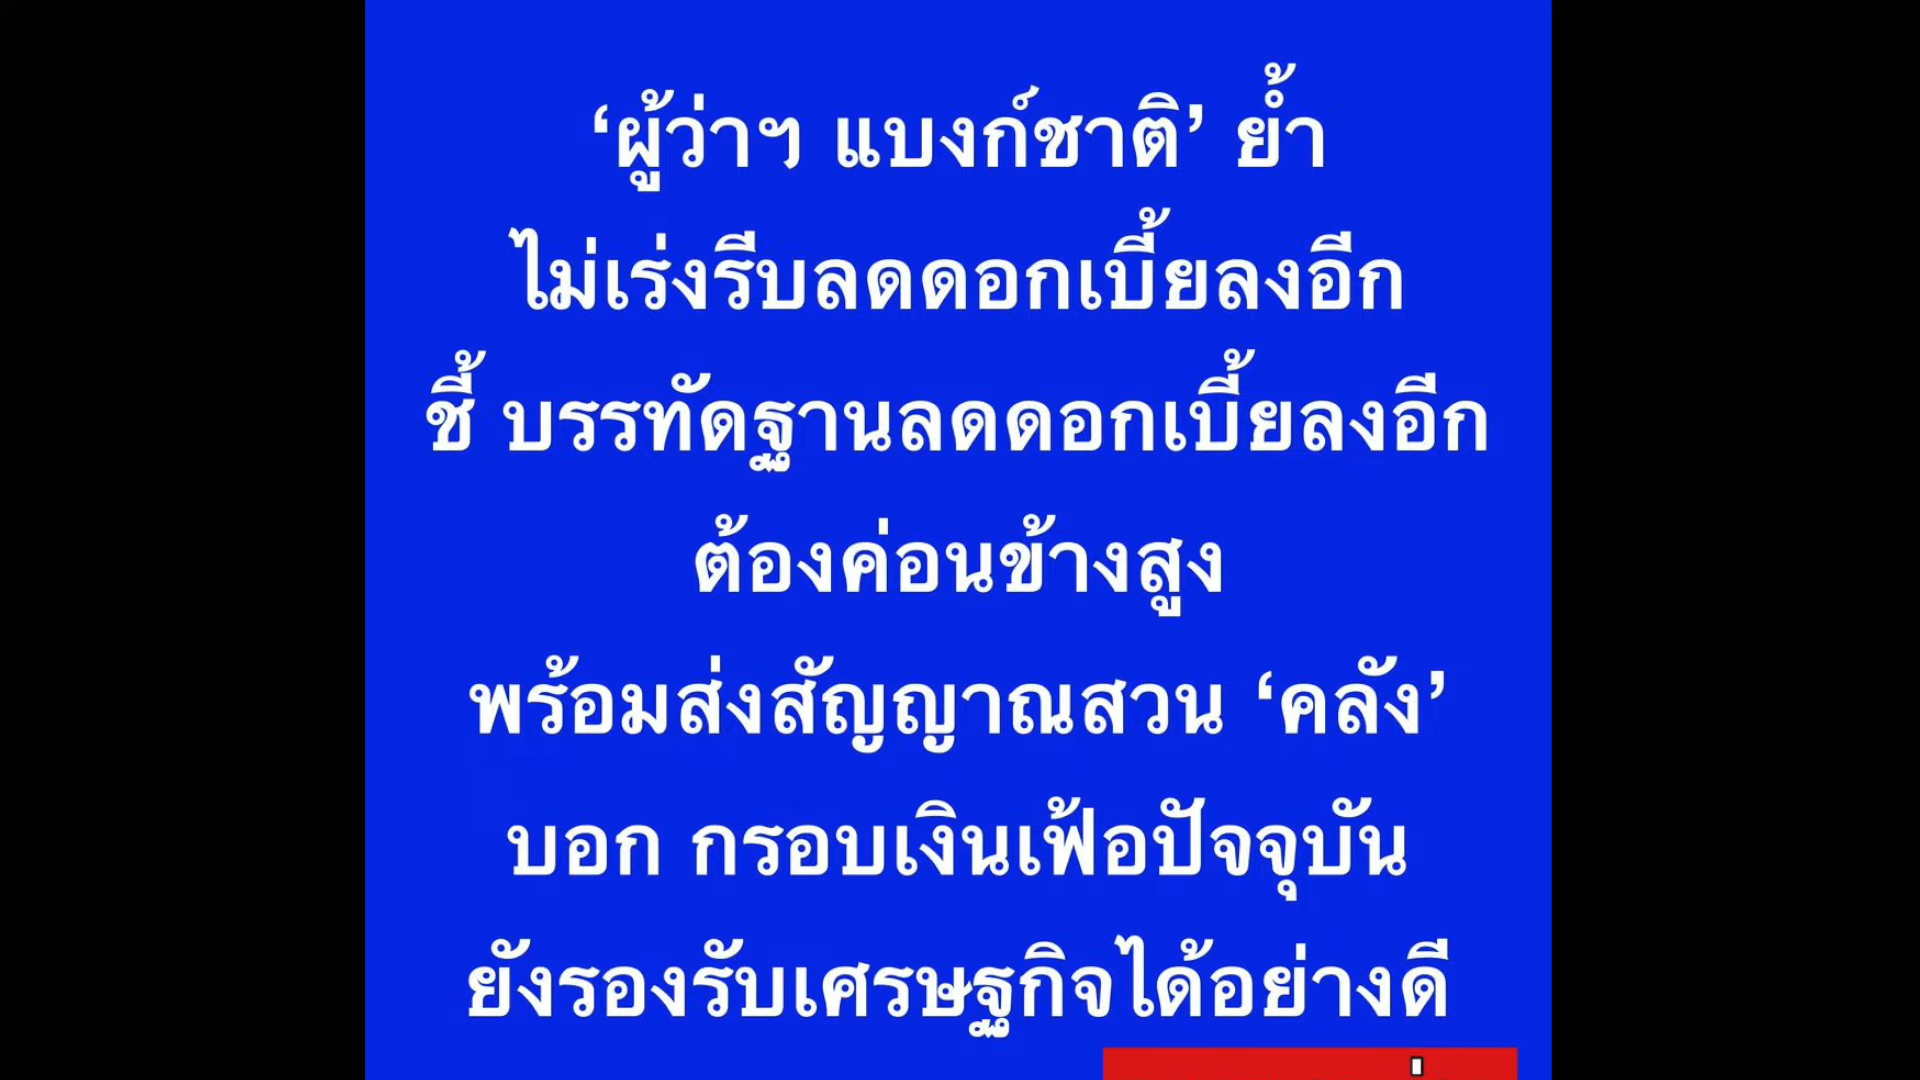 ‘ผู้ว่าฯ แบงก์ชาติ’ ย้ำ
ไม่เร่งรีบลดดอกเบี้ยลงอีก
ชี้ บรรทัดฐานลดดอกเบี้ยลงอีก
ต้องค่อนข้างสูง
พร้อมส่งสัญญาณสวน ‘คลัง’
บอก กรอบเงินเฟ้อปัจจุบัน
ยังรองรับเศรษฐกิจได้อย่างดี